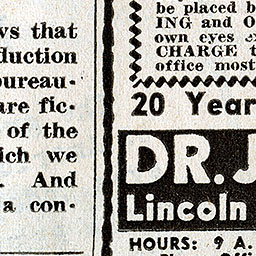 ws that
duction
bureau-
are fic-
of the
ich we
. And
a con-
be placed b
ING and O
own eyes
CHARGE t
office most
20 Year
DR. J
Lincoln
HOURS: 9 A.